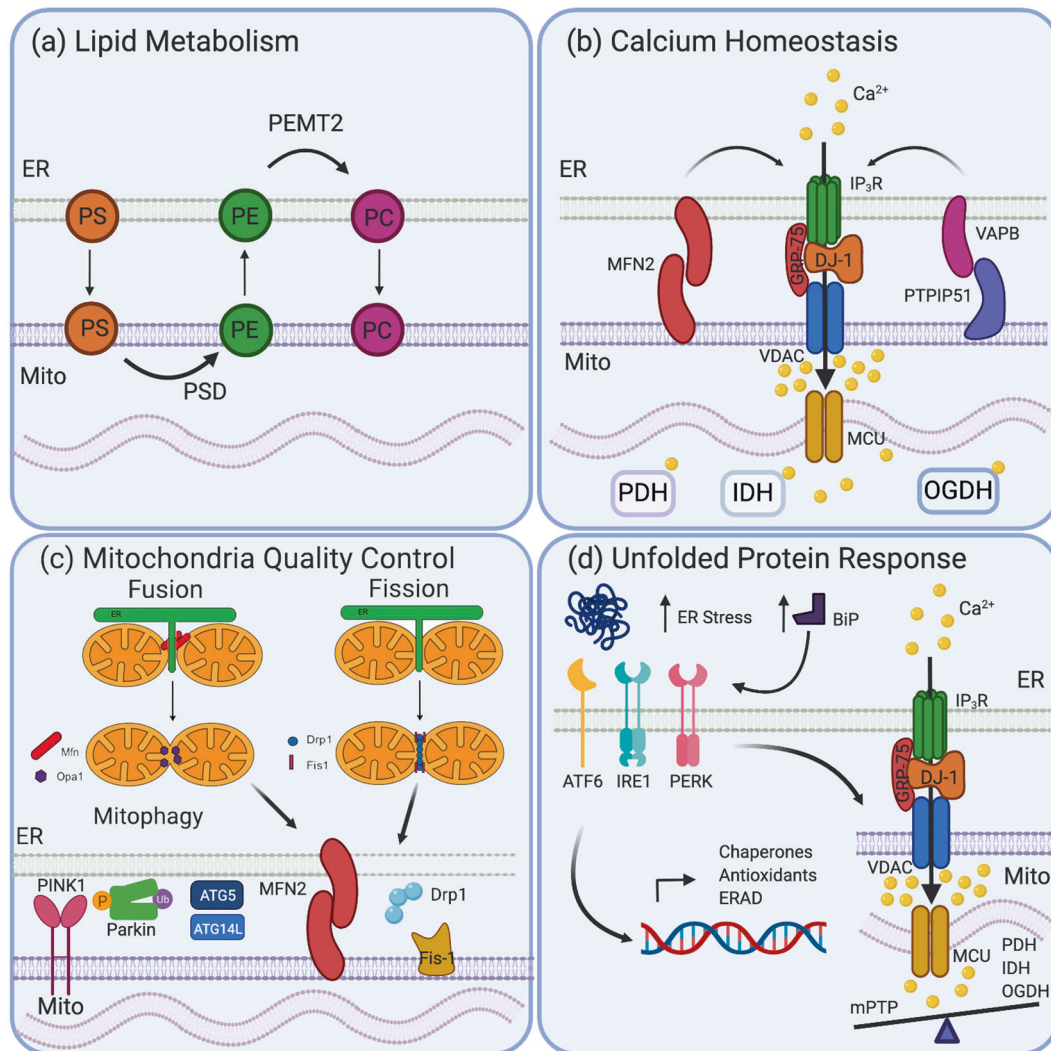 (a) Lipid Metabolism
PEMT2
ER
PS
PE
PC
PS
PE
PC
Mito
PSD
(b) Calcium Homeostasis
Ca²⁺
ER
IP₃R
MFN2
GRP-75
DJ-1
VAPB
PTPIP51
Mito
VDAC
MCU
PDH
IDH
OGDH
(c) Mitochondria Quality Control
Fusion
Fission
ER
ER
Mfn
Opa1
Drp1
Fis1
Mitophagy
ER
PINK1
P
Ub
Parkin
ATG5
ATG14L
MFN2
Drp1
Fis-1
Mito
(d) Unfolded Protein Response
ER Stress
BiP
Ca²⁺
ER
IP₃R
ATF6
IRE1
PERK
GRP-75
DJ-1
VDAC
Mito
Chaperones
Antioxidants
ERAD
MCU
PDH
IDH
OGDH
mPTP